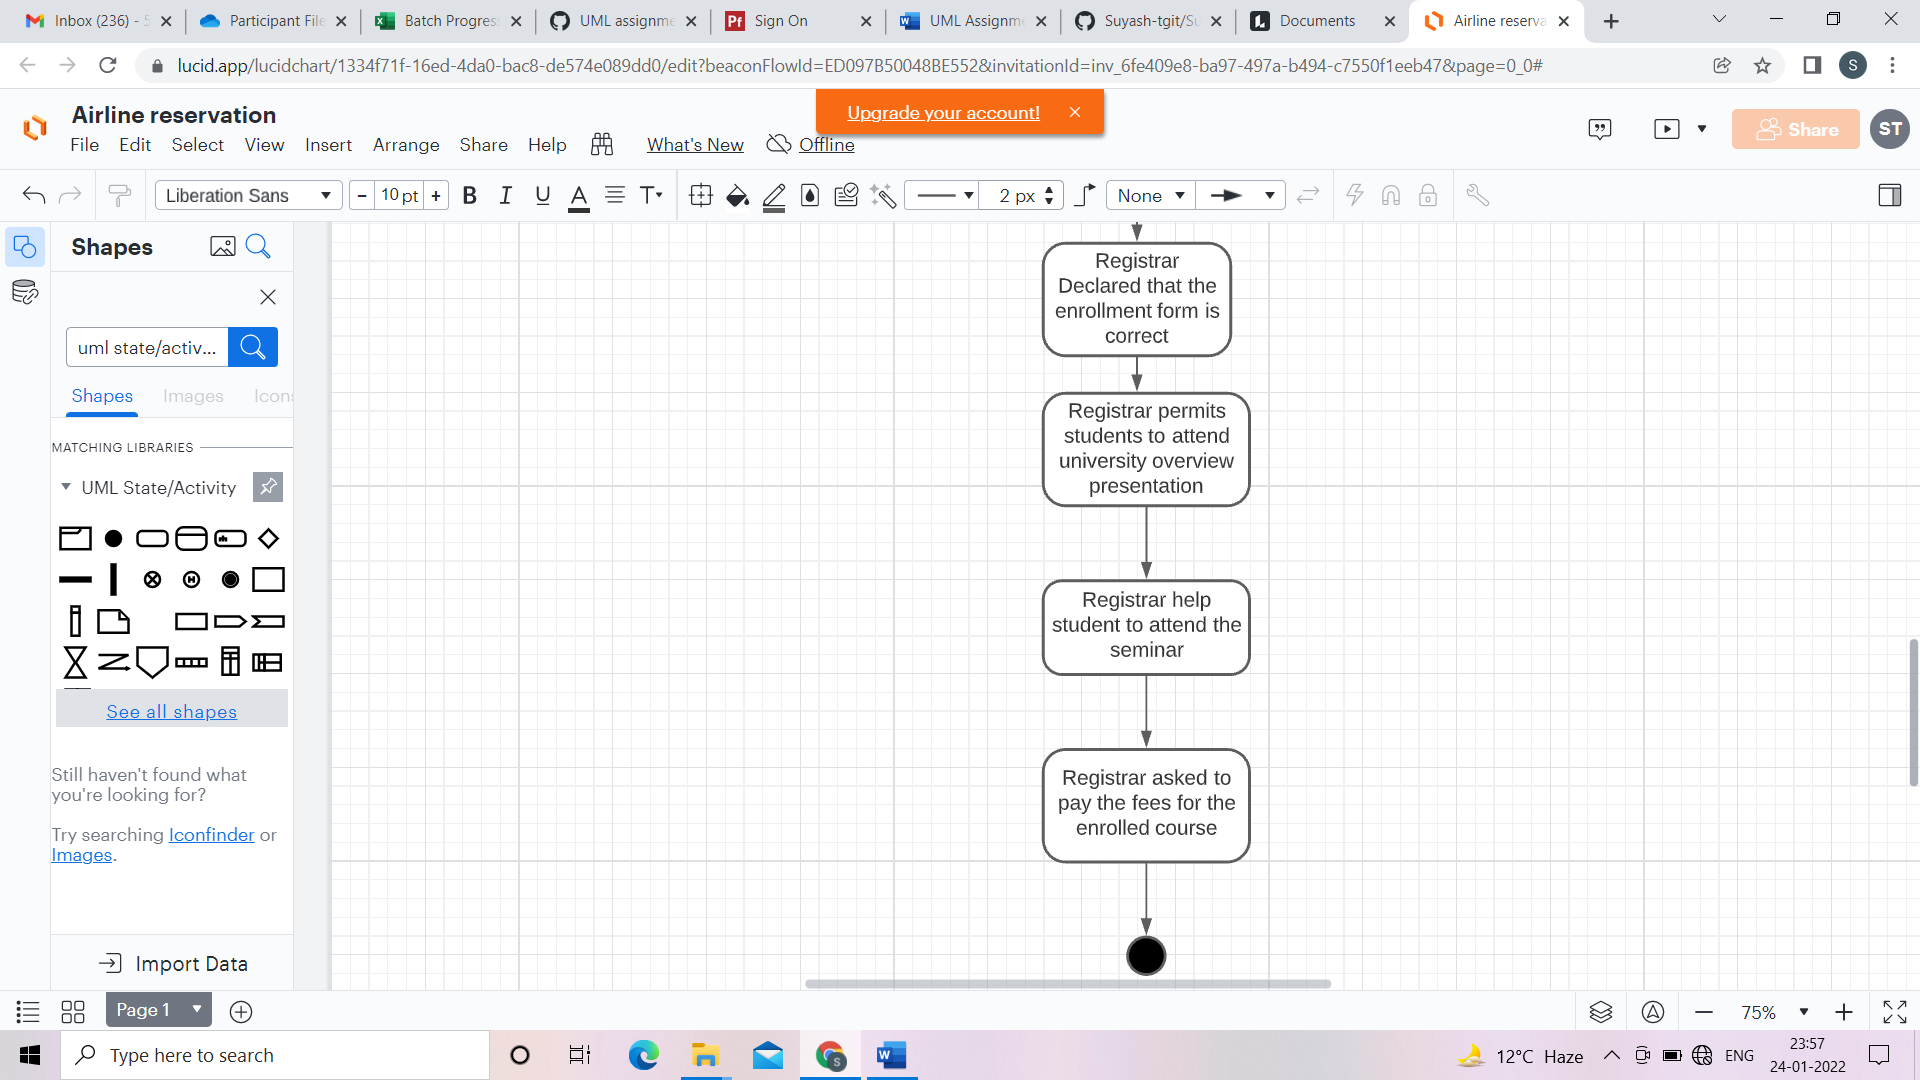 Inbox (236) - S
Participant File
Batch Progress
UML assignme
Sign On
UML Assignme
Suyash-tgit/Su
Documents
Airline reserva
lucid.app/lucidchart/1334f71f-16ed-4da0-bac8-de574e089dd0/edit?beaconFlowId=ED097B50048BE552&invitationId=inv_6fe409e8-ba97-497a-b494-c7550f1eeb47&page=0_0#
S
Airline reservation
Upgrade your account!
File Edit Select View Insert Arrange Share Help What's New Offline
Share
ST
Liberation Sans
- 10 pt +
B I U A T
2 px
None
Shapes
uml state/activ...
Shapes Images Icons
MATCHING LIBRARIES
UML State/Activity
See all shapes
Still haven't found what
you're looking for?
Try searching Iconfinder or
Images.
Import Data
Registrar
Declared that the
enrollment form is
correct
Registrar permits
students to attend
university overview
presentation
Registrar help
student to attend the
seminar
Registrar asked to
pay the fees for the
enrolled course
Page 1
75%
Type here to search
12°C Haze
ENG
23:57
24-01-2022